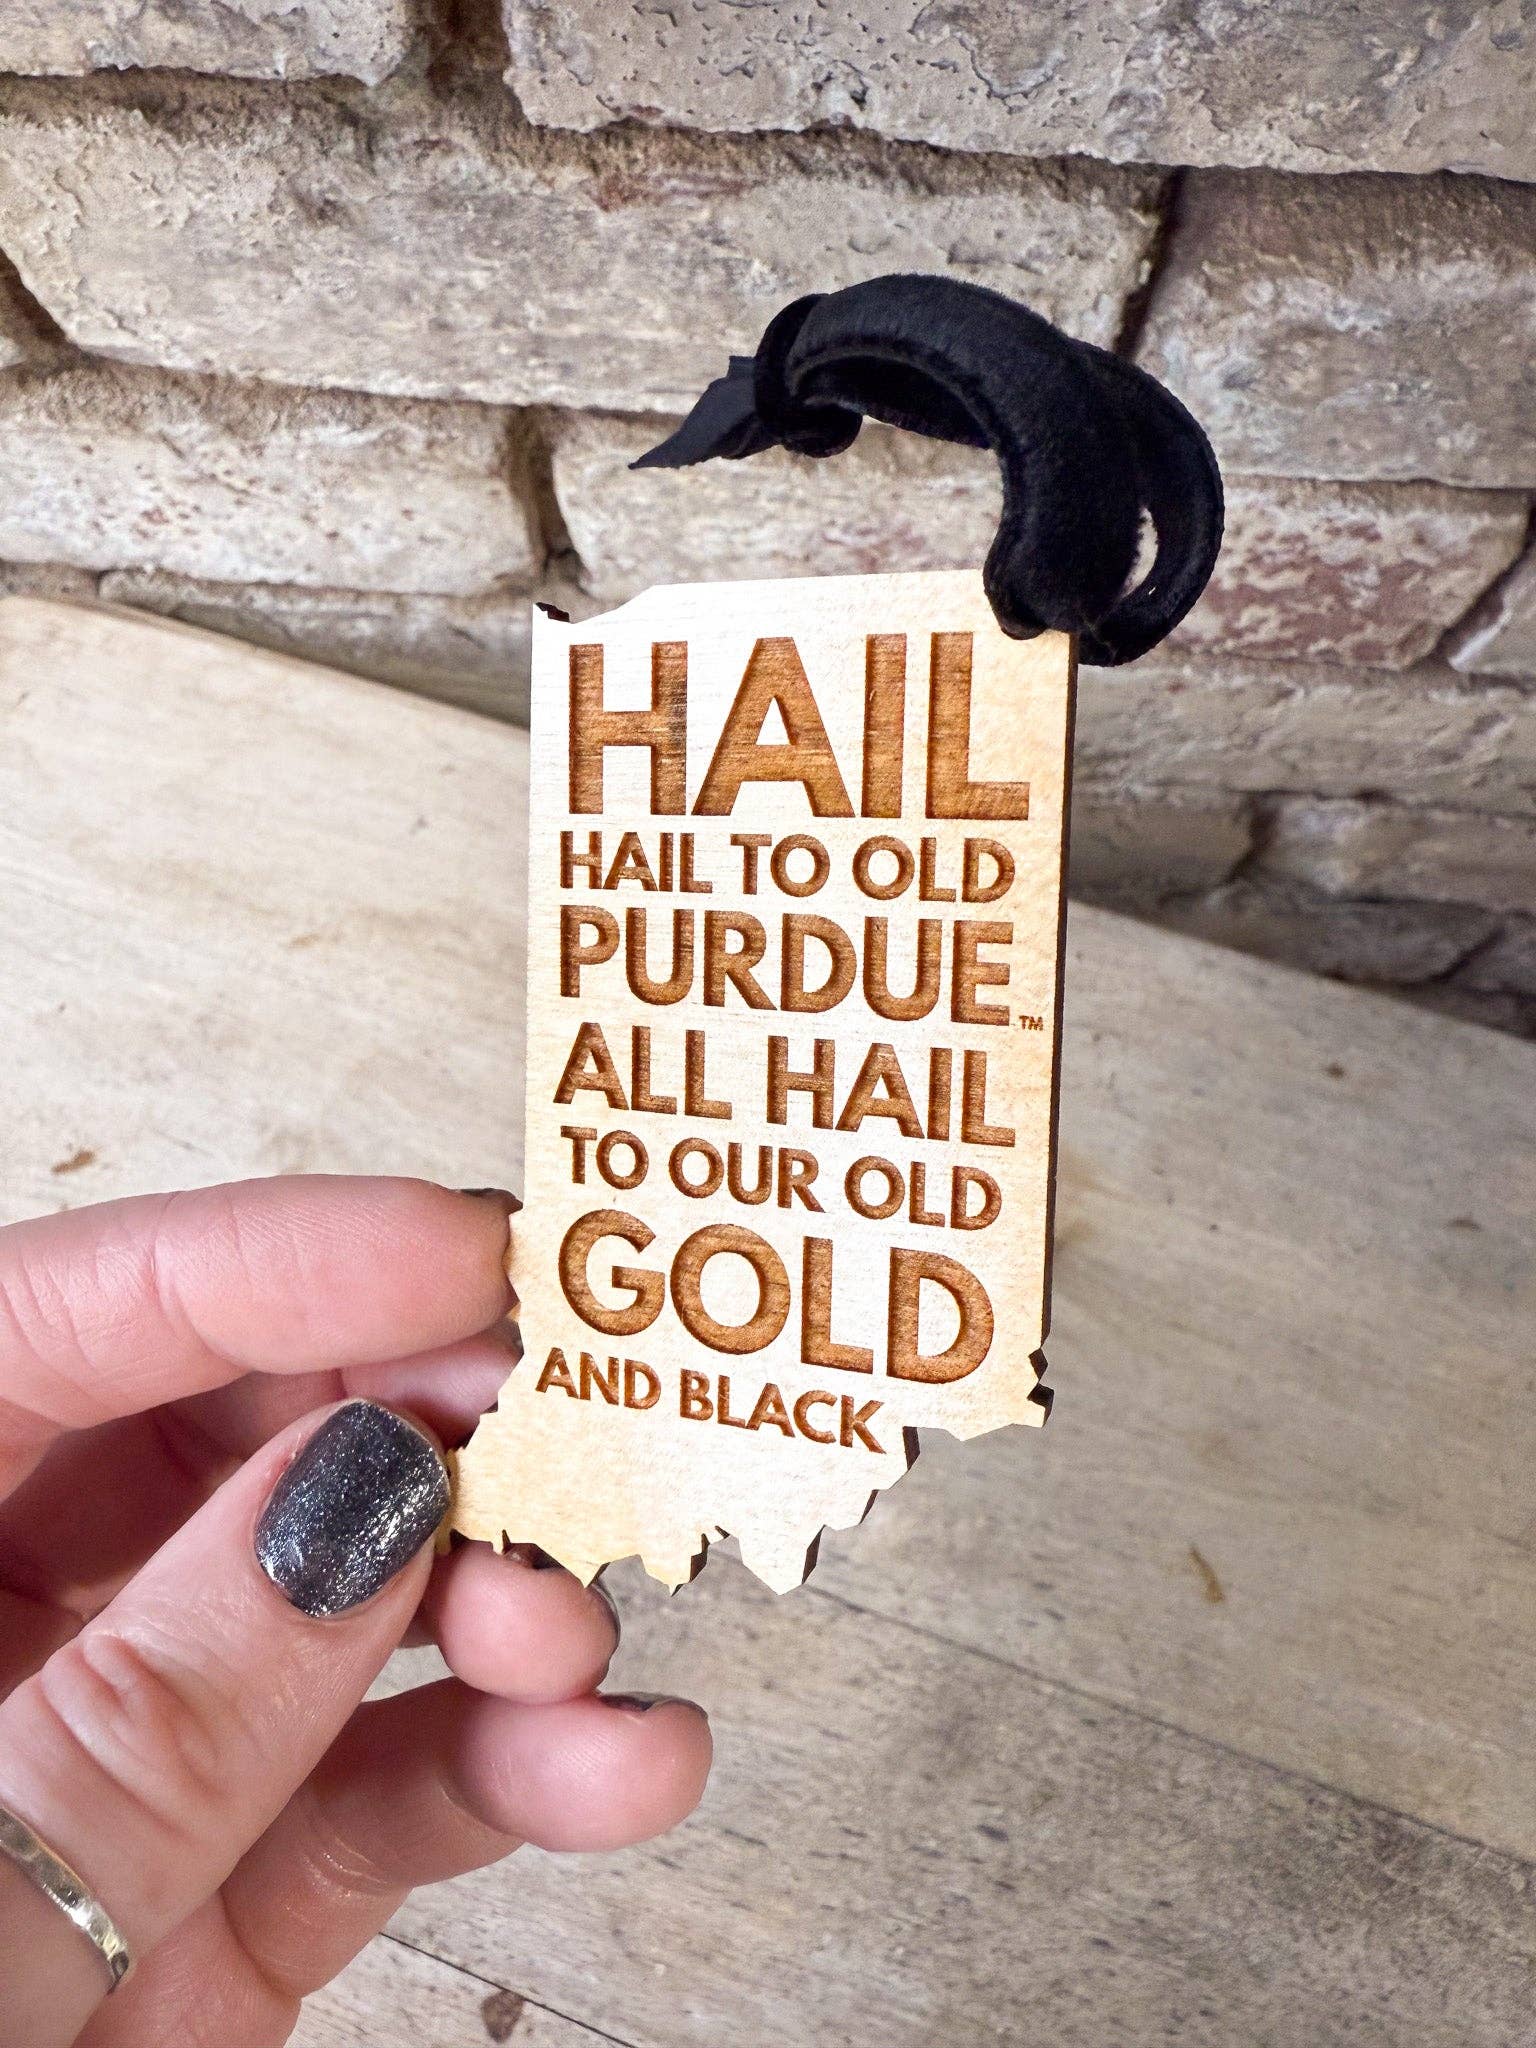 HAIL
HAIL TO OLD
PURDUE™
ALL HAIL
TO OUR OLD
GOLD
AND BLACK